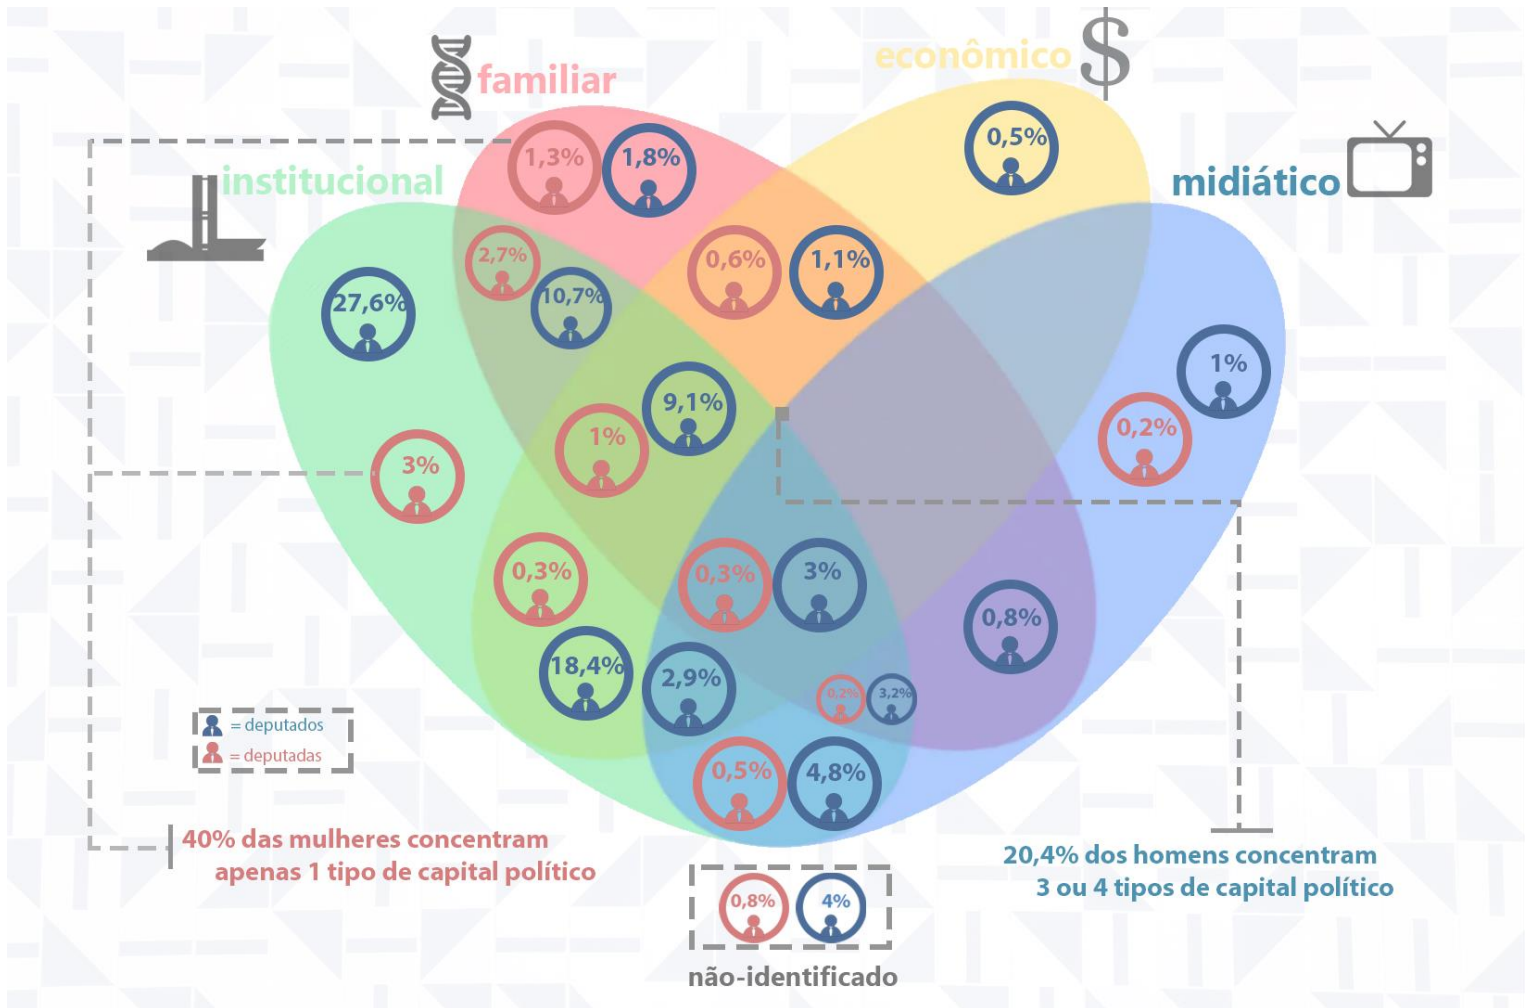 econômico
familiar
midiático
institucional
0,5%
1,3%
1,8%
2,7%
0,6%
1,1%
10,7%
27,6%
1%
9,1%
0,2%
1%
3%
0,3%
0,3%
3%
0,8%
18,4%
2,9%
0,2%
3,2%
0,5%
4,8%
= deputados
= deputadas
40% das mulheres concentram
apenas 1 tipo de capital político
20,4% dos homens concentram
3 ou 4 tipos de capital político
0,8%
4%
não-identificado